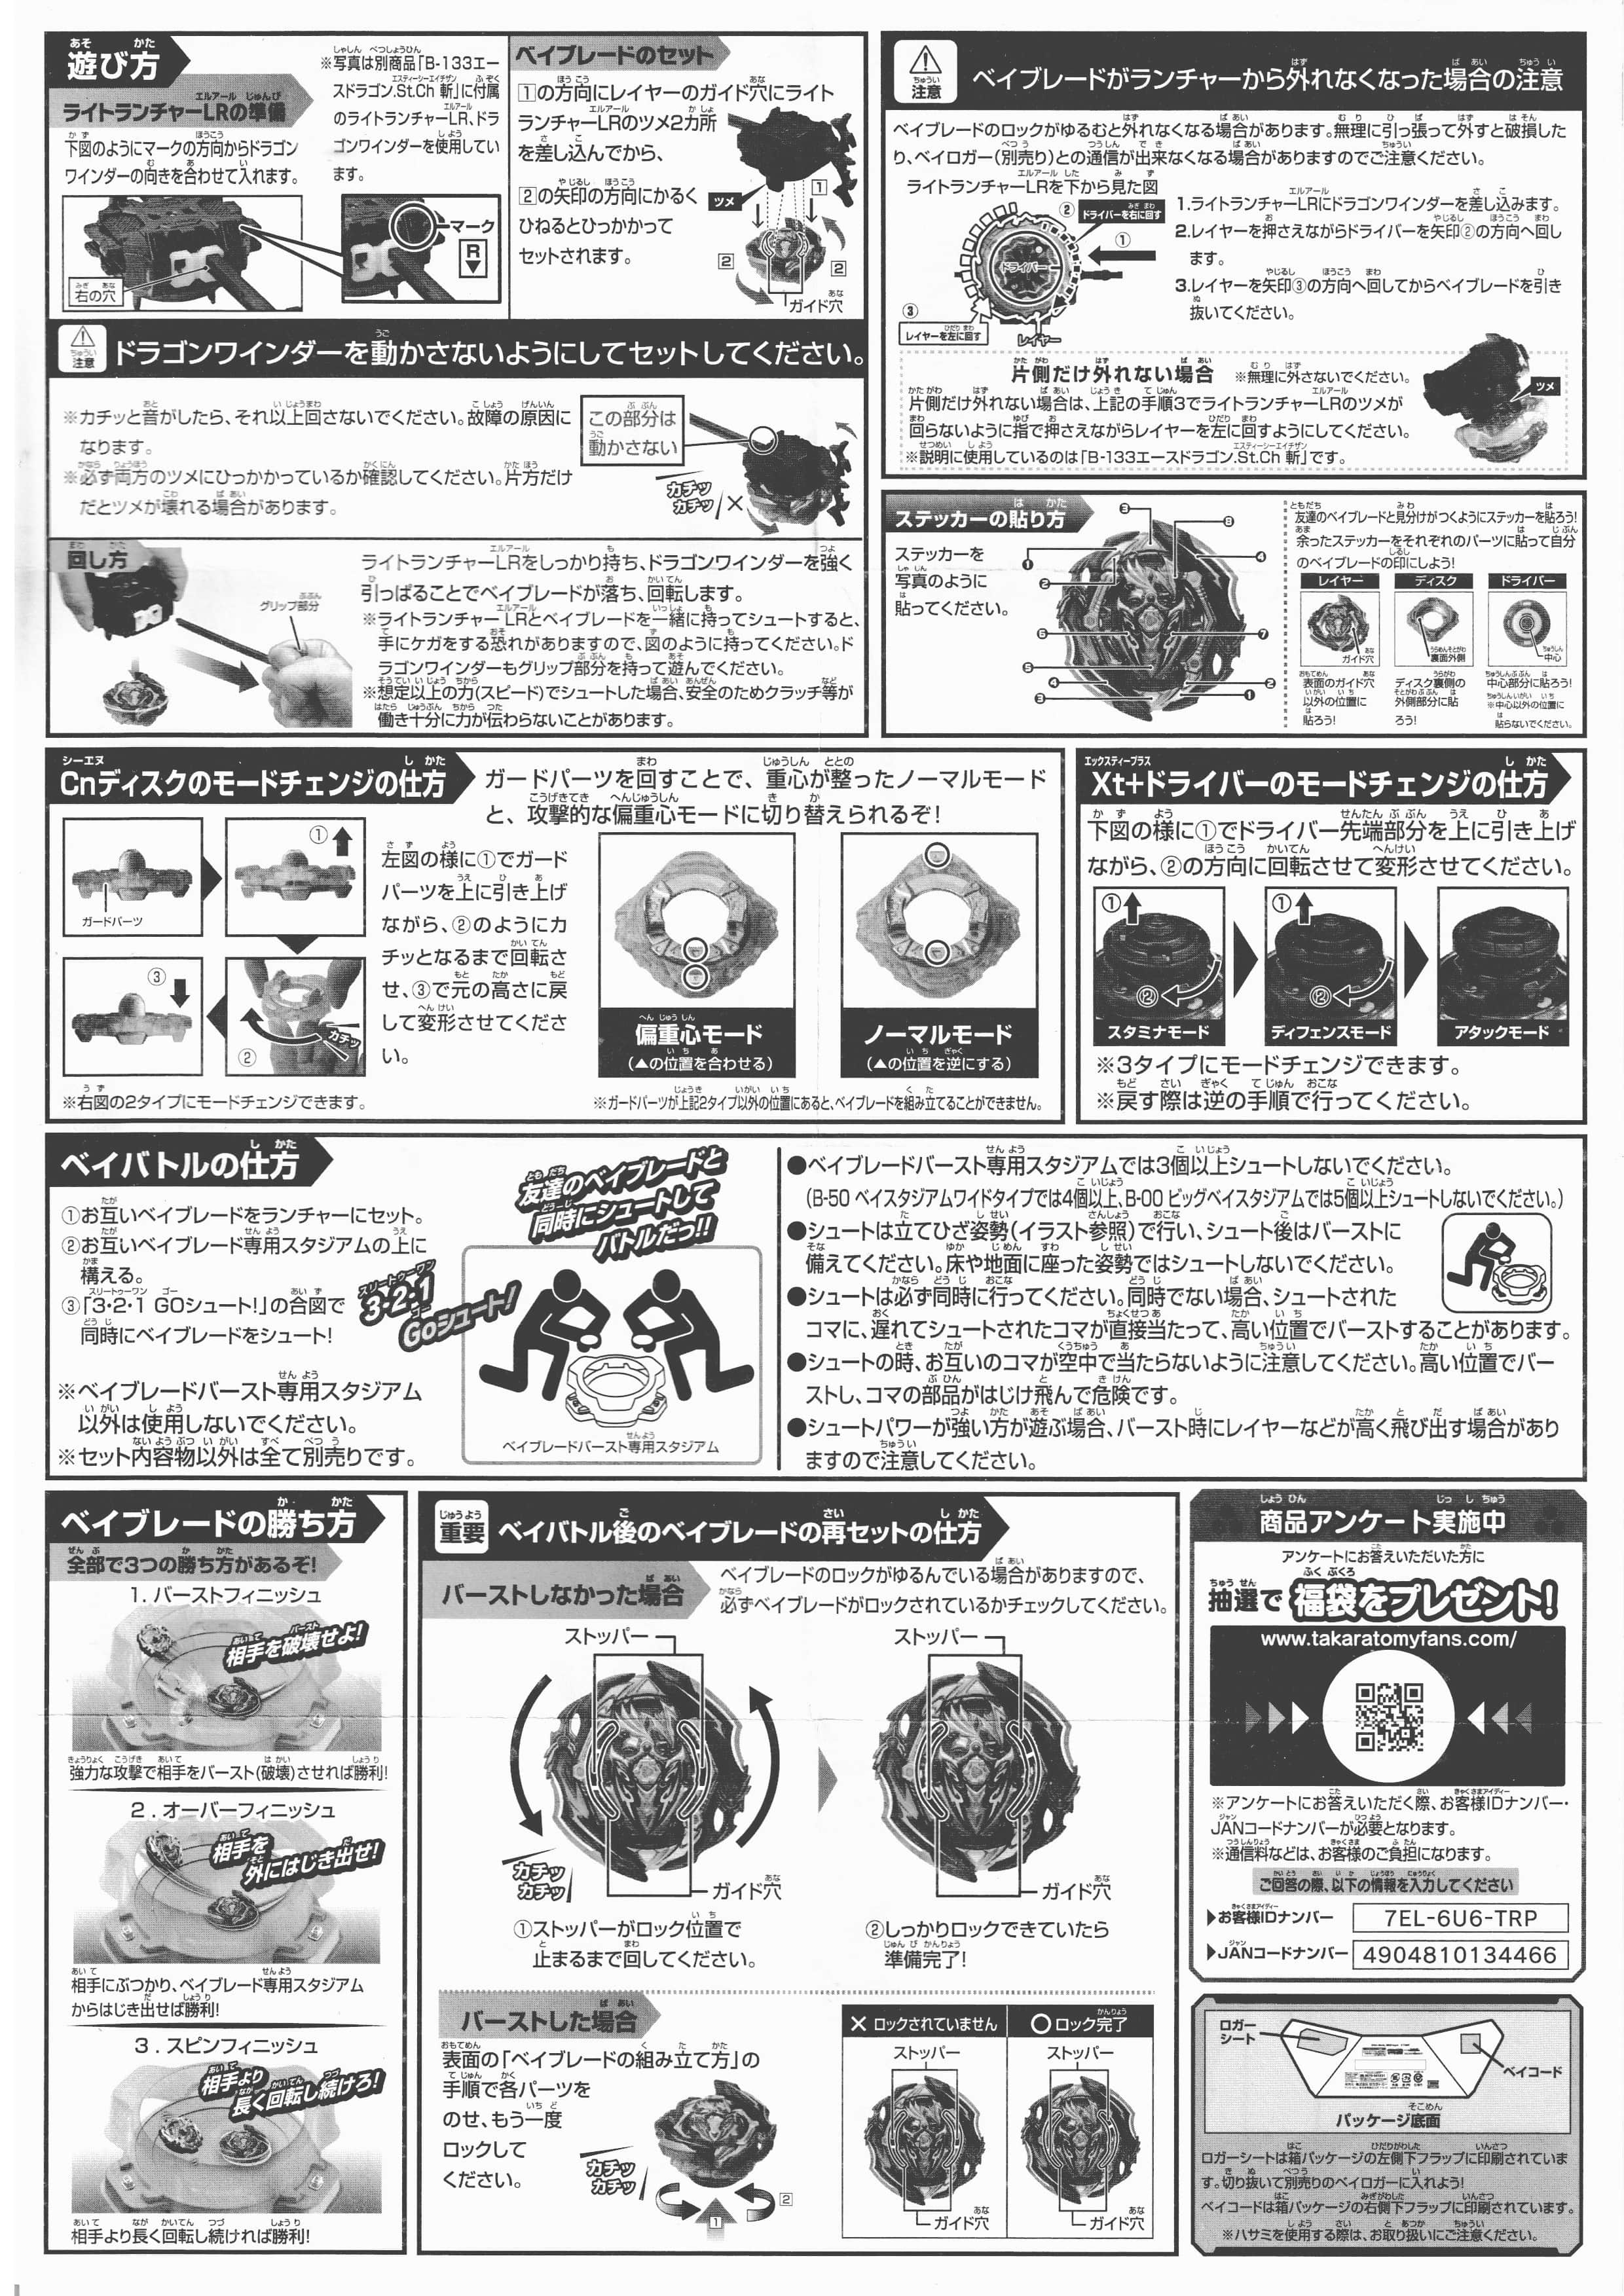 遊び方
ライトランチャーLRの準備
下図のようにマークの方向からドラゴン
ワインダーの向きを合わせて入れます。
※写真は別商品「B-133エー
スドラゴン.St.Ch 斬」に付属
のライトランチャーLR、ドラ
ゴンワインダーを使用してい
ます。
マーク
R
右の穴
ベイブレードのセット
1の方向にレイヤーのガイド穴にライト
ランチャーLRのツメ2カ所
を差し込んでから、
2の矢印の方向にかるく
ひねるとひっかかって
セットされます。
ツメ
1
2
2
ガイド穴
注意
ドラゴンワインダーを動かさないようにしてセットしてください。
※カチッと音がしたら、それ以上回さないでください。故障の原因に
なります。
※必ず両方のツメにひっかかっているか確認してください。片方だけ
だとツメが壊れる場合があります。
この部分は
動かさない
カチッ
カチッ
×
回し方
グリップ部分
ライトランチャーLRをしっかり持ち、ドラゴンワインダーを強く
引っぱることでベイブレードが落ち、回転します。
※ライトランチャーLRとベイブレードを一緒に持ってシュートすると、
手にケガをする恐れがありますので、図のように持ってください。ド
ラゴンワインダーもグリップ部分を持って遊んでください。
※想定以上の力(スピード)でシュートした場合、安全のためクラッチ等が
働き十分に力が伝わらないことがあります。
注意
ベイブレードがランチャーから外れなくなった場合の注意
ベイブレードのロックがゆるむと外れなくなる場合があります。無理に引っ張って外すと破損した
り、ベイロガー(別売り)との通信が出来なくなる場合がありますのでご注意ください。
ライトランチャーLRを下から見た図
②
ドライバーを右に回す
①
ドライバー
③
レイヤーを左に回す
レイヤー
1.ライトランチャーLRにドラゴンワインダーを差し込みます。
2.レイヤーを押さえながらドライバーを矢印②の方向へ回し
ます。
3.レイヤーを矢印③の方向へ回してからベイブレードを引き
抜いてください。
片側だけ外れない場合 ※無理に外さないでください。
片側だけ外れない場合は、上記の手順3でライトランチャーLRのツメが
回らないように指で押さえながらレイヤーを左に回すようにしてください。
※説明に使用しているのは「B-133エースドラゴン.St.Ch 斬」です。
ツメ
ステッカーの貼り方
ステッカーを
写真のように
貼ってください。
❸
❽
❶
❹
❷
❻
❼
❺
❹
❷
❸
❶
友達のベイブレードと見分けがつくようにステッカーを貼ろう!
余ったステッカーをそれぞれのパーツに貼って自分
のベイブレードの印にしよう!
レイヤー
ガイド穴
表面のガイド穴
以外の位置に
貼ろう!
ディスク
裏面外側
ディスク裏側の
外側部分に貼
ろう!
ドライバー
中心
中心部分に貼ろう!
※中心以外の位置に
貼らないでください。
Cnディスクのモードチェンジの仕方
ガードパーツを回すことで、重心が整ったノーマルモード
と、攻撃的な偏重心モードに切り替えられるぞ!
ガードパーツ
①
③
②
カチッ
左図の様に①でガード
パーツを上に引き上げ
ながら、②のようにカ
チッとなるまで回転さ
せ、③で元の高さに戻
して変形させてくださ
い。
※右図の2タイプにモードチェンジできます。
偏重心モード
(▲の位置を合わせる)
ノーマルモード
(▲の位置を逆にする)
※ガードパーツが上記2タイプ以外の位置にあると、ベイブレードを組み立てることができません。
Xt+ドライバーのモードチェンジの仕方
下図の様に①でドライバー先端部分を上に引き上げ
ながら、②の方向に回転させて変形させてください。
①
②
スタミナモード
①
②
ディフェンスモード
アタックモード
※3タイプにモードチェンジできます。
※戻す際は逆の手順で行ってください。
ベイバトルの仕方
①お互いベイブレードをランチャーにセット。
②お互いベイブレード専用スタジアムの上に
構える。
③「3・2・1 GOシュート!」の合図で
同時にベイブレードをシュート!
※ベイブレードバースト専用スタジアム
以外は使用しないでください。
※セット内容物以外は全て別売りです。
友達のベイブレードと
同時にシュートして
バトルだっ!!
3・2・1
Goシュート!
ベイブレードバースト専用スタジアム
●ベイブレードバースト専用スタジアムでは3個以上シュートしないでください。
(B-50 ベイスタジアムワイドタイプでは4個以上、B-00 ビッグベイスタジアムでは5個以上シュートしないでください。)
●シュートは立てひざ姿勢(イラスト参照)で行い、シュート後はバーストに
備えてください。床や地面に座った姿勢ではシュートしないでください。
●シュートは必ず同時に行ってください。同時でない場合、シュートされた
コマに、遅れてシュートされたコマが直接当たって、高い位置でバーストすることがあります。
●シュートの時、お互いのコマが空中で当たらないように注意してください。高い位置でバー
ストし、コマの部品がはじけ飛んで危険です。
●シュートパワーが強い方が遊ぶ場合、バースト時にレイヤーなどが高く飛び出す場合があり
ますので注意してください。
ベイブレードの勝ち方
全部で3つの勝ち方があるぞ!
1. バーストフィニッシュ
相手を破壊せよ!
強力な攻撃で相手をバースト(破壊)させれば勝利!
2. オーバーフィニッシュ
相手を
外にはじき出せ!
相手にぶつかり、ベイブレード専用スタジアム
からはじき出せば勝利!
3. スピンフィニッシュ
相手より
長く回転し続けろ!
相手より長く回転し続ければ勝利!
重要
ベイバトル後のベイブレードの再セットの仕方
バーストしなかった場合
ベイブレードのロックがゆるんでいる場合がありますので、
必ずベイブレードがロックされているかチェックしてください。
ストッパー
カチッ
カチッ
ガイド穴
①ストッパーがロック位置で
止まるまで回してください。
ストッパー
ガイド穴
②しっかりロックできていたら
準備完了!
バーストした場合
表面の「ベイブレードの組み立て方」の
手順で各パーツを
のせ、もう一度
ロックして
ください。
カチッ
カチッ
1
2
× ロックされていません
ストッパー
ガイド穴
○ ロック完了
ストッパー
ガイド穴
商品アンケート実施中
アンケートにお答えいただいた方に
抽選で福袋をプレゼント!
www.takaratomyfans.com/
※アンケートにお答えいただく際、お客様IDナンバー・
JANコードナンバーが必要となります。
※通信料などは、お客様のご負担になります。
ご回答の際、以下の情報を入力してください
▶お客様IDナンバー 7EL-6U6-TRP
▶JANコードナンバー 4904810134466
ロガー
シート
ベイコード
パッケージ底面
ロガーシートは箱パッケージの左側下フラップに印刷されていま
す。切り抜いて別売りのベイロガーに入れよう!
ベイコードは箱パッケージの右側下フラップに印刷されています。
※ハサミを使用する際は、お取り扱いにご注意ください。